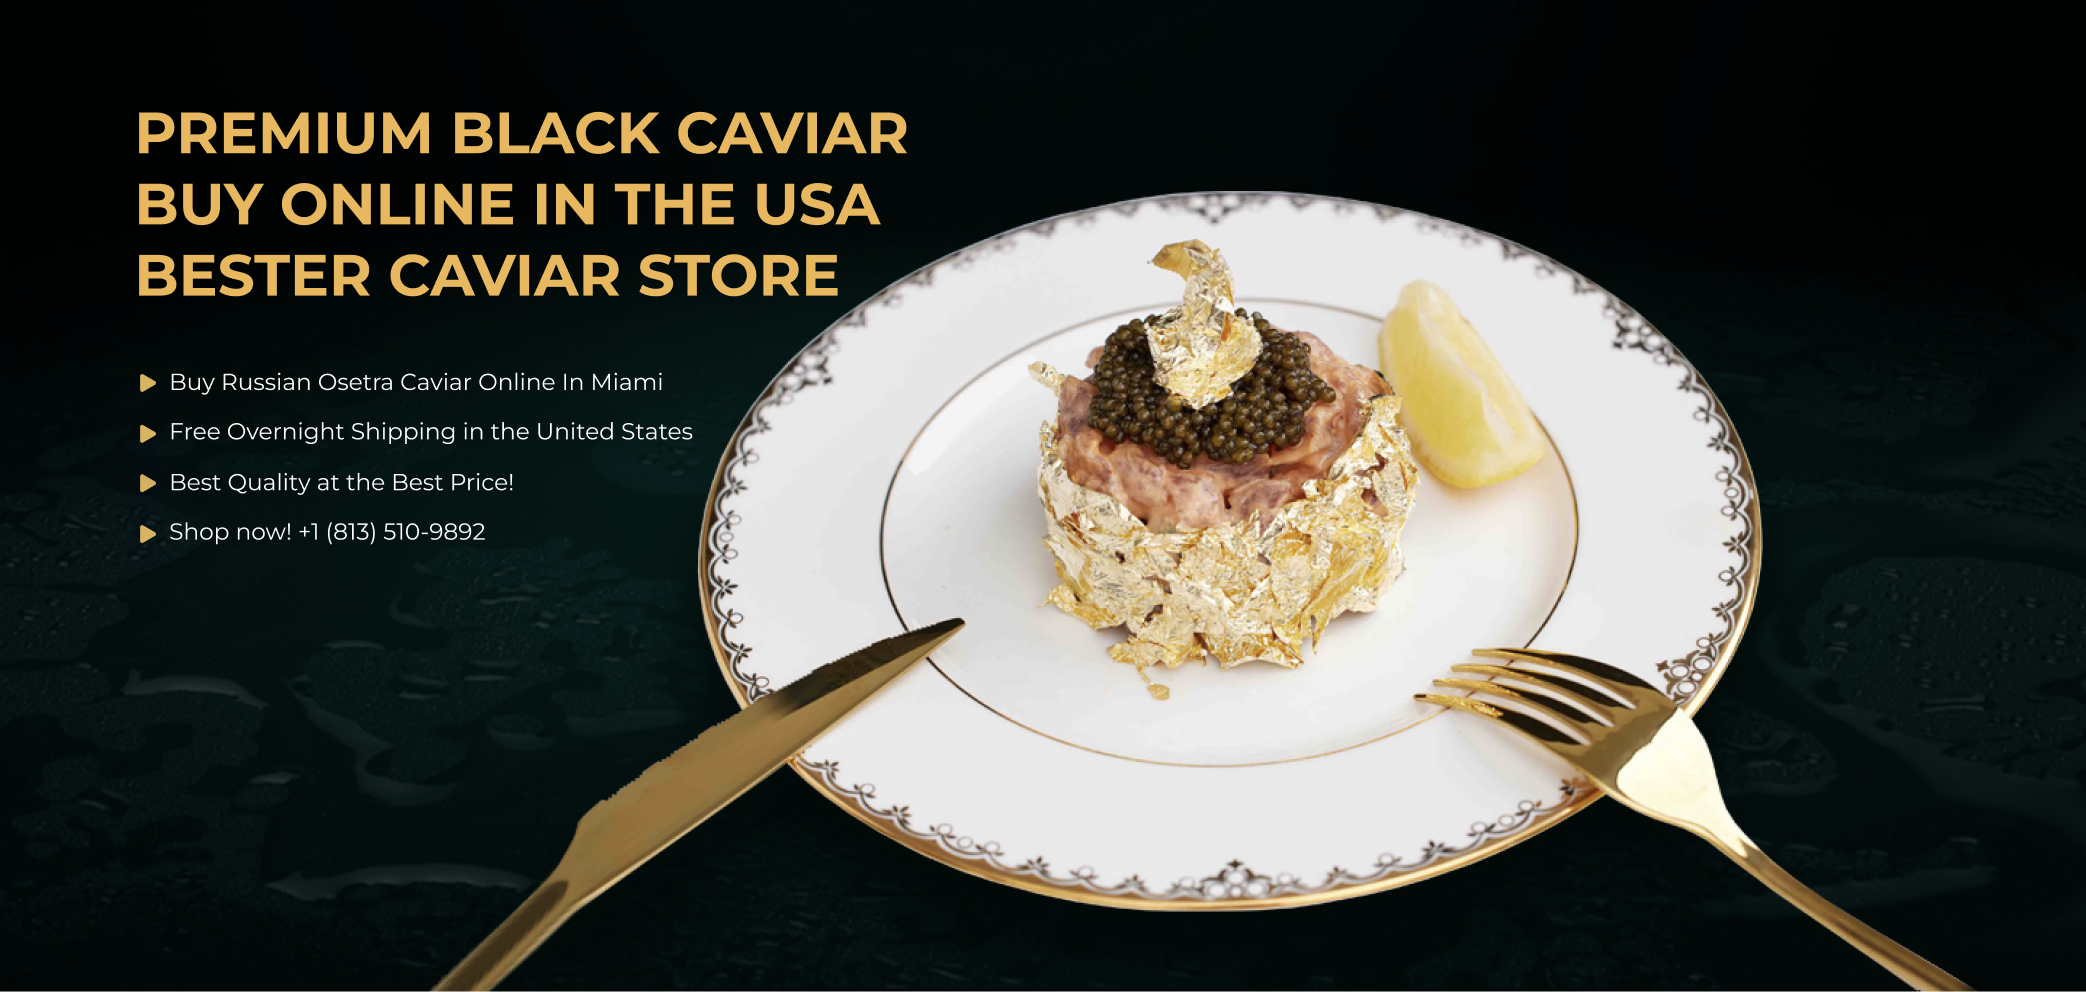 PREMIUM BLACK CAVIAR
BUY ONLINE IN THE USA
BESTER CAVIAR STORE
Buy Russian Osetra Caviar Online In Miami
Free Overnight Shipping in the United States
Best Quality at the Best Price!
Shop now! +1 (813) 510-9892